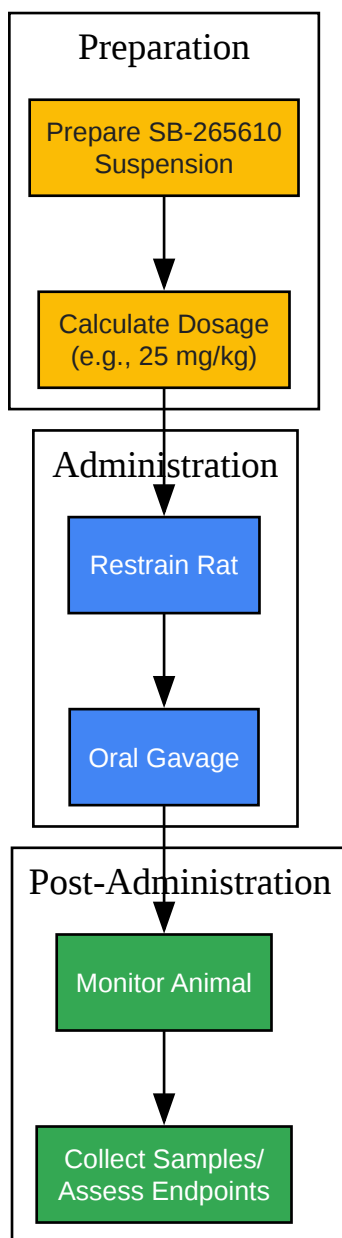 Preparation
Prepare SB-265610
Suspension
Calculate Dosage
(e.g., 25 mg/kg)
Administration
Restrain Rat
Oral Gavage
Post-Administration
Monitor Animal
Collect Samples/
Assess Endpoints